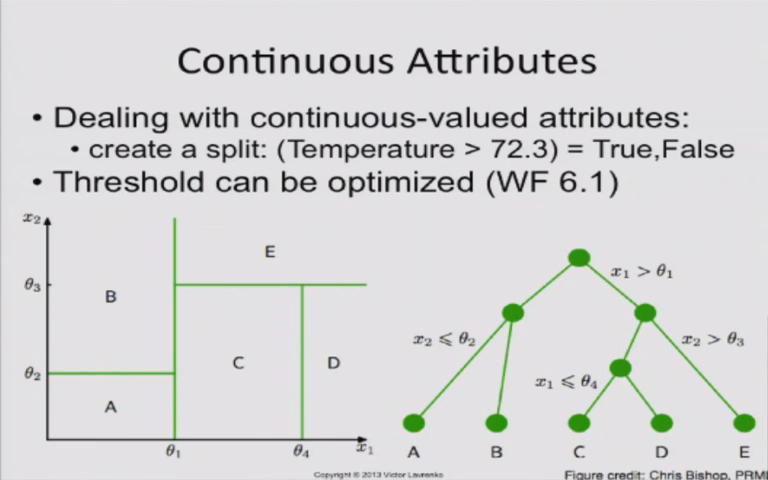 Continuous Attributes
• Dealing with continuous-valued attributes:
• create a split: (Temperature > 72.3) = True,False
• Threshold can be optimized (WF 6.1)
x₂
E
θ₃
B
x₁ > θ₁
x₂ ⩽ θ₂
x₂ > θ₃
C
D
θ₂
x₁ ⩽ θ₄
A
θ₁
θ₄
x₁
A B C D E
Copyright © 2013 Victor Lavrenko
Figure credit: Chris Bishop, PRML